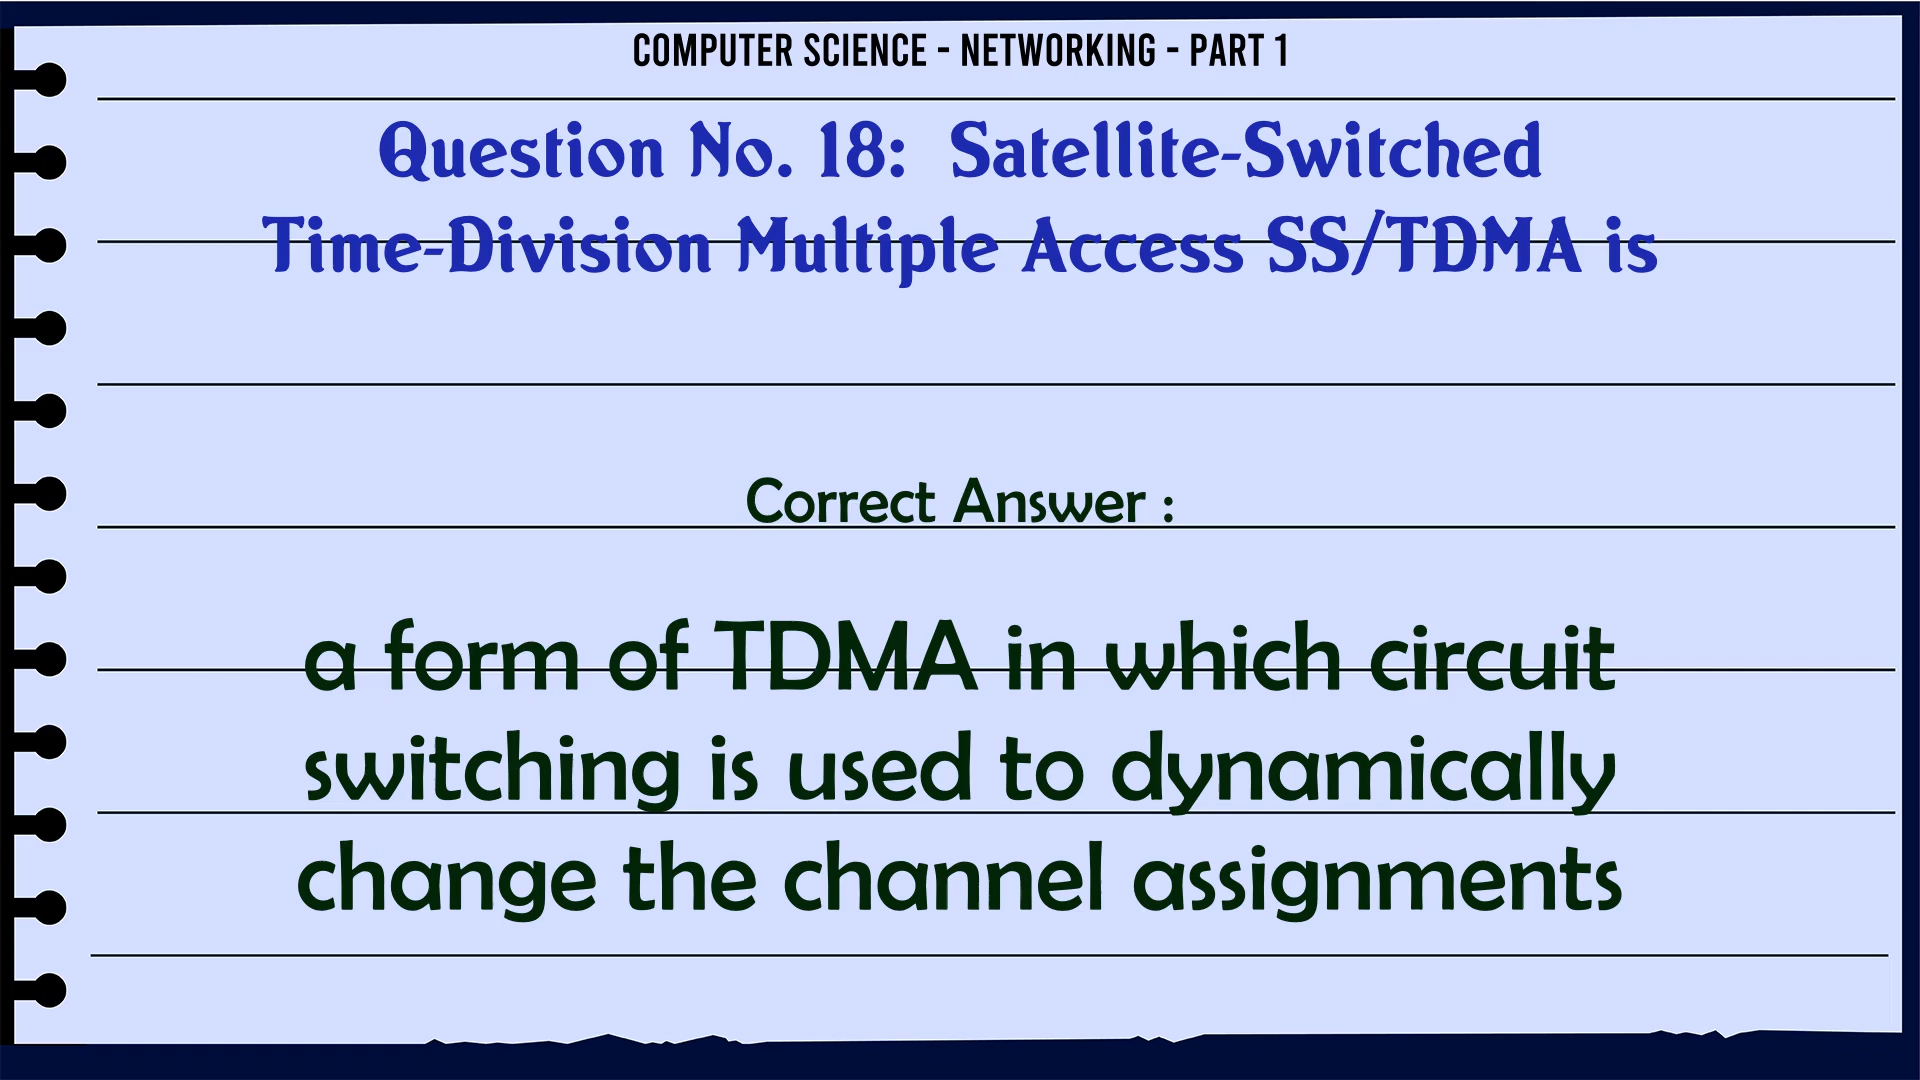 COMPUTER SCIENCE - NETWORKING - PART 1
Question No. 18: Satellite-Switched
Time-Division Multiple Access SS/TDMA is
Correct Answer :
a form of TDMA in which circuit
switching is used to dynamically
change the channel assignments